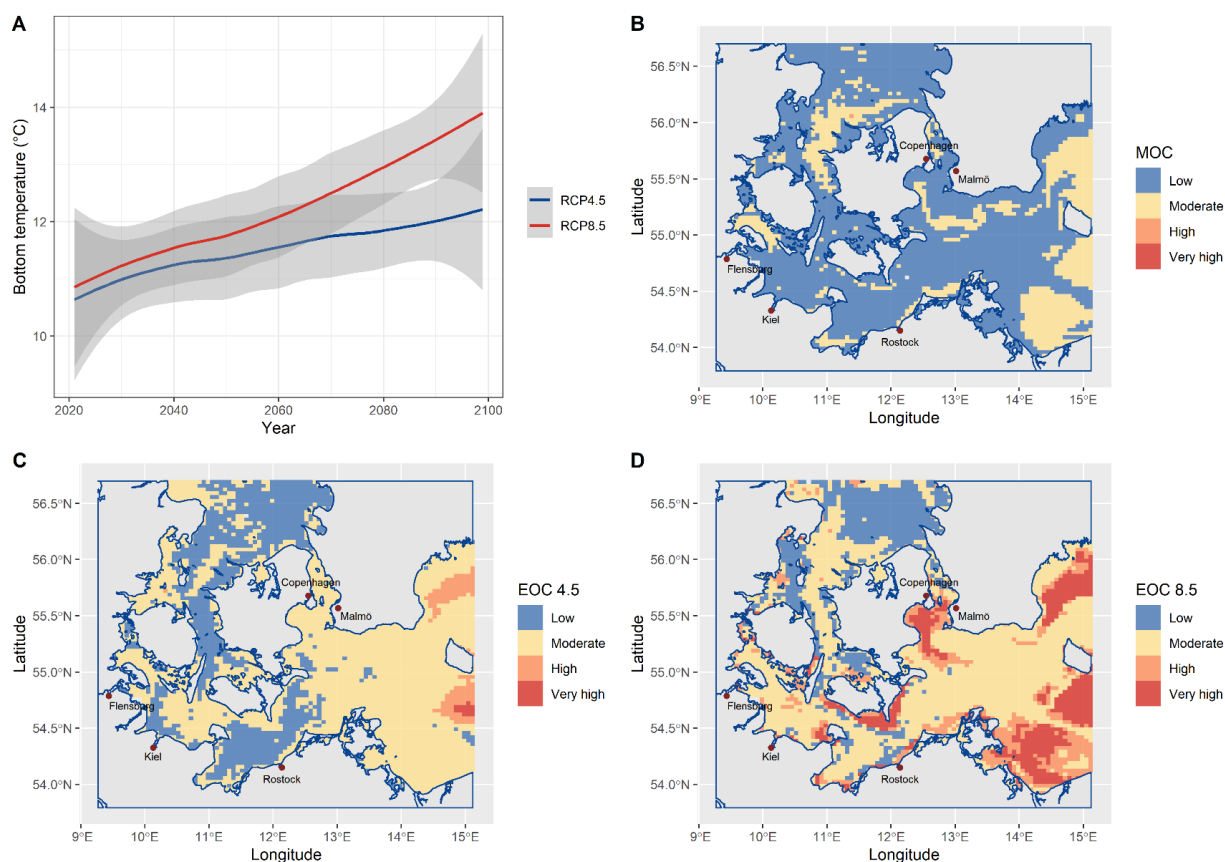 A
Bottom temperature (°C)
14
12
10
2020 2040 2060 2080 2100
Year
RCP4.5
RCP8.5
B
Latitude
56.5°N
56.0°N
55.5°N
55.0°N
54.5°N
54.0°N
Copenhagen
Malmö
Flensburg
Kiel
Rostock
9°E 10°E 11°E 12°E 13°E 14°E 15°E
Longitude
MOC
Low
Moderate
High
Very high
C
Latitude
56.5°N
56.0°N
55.5°N
55.0°N
54.5°N
54.0°N
Copenhagen
Malmö
Flensburg
Kiel
Rostock
9°E 10°E 11°E 12°E 13°E 14°E 15°E
Longitude
EOC 4.5
Low
Moderate
High
Very high
D
Latitude
56.5°N
56.0°N
55.5°N
55.0°N
54.5°N
54.0°N
Copenhagen
Malmö
Flensburg
Kiel
Rostock
9°E 10°E 11°E 12°E 13°E 14°E 15°E
Longitude
EOC 8.5
Low
Moderate
High
Very high